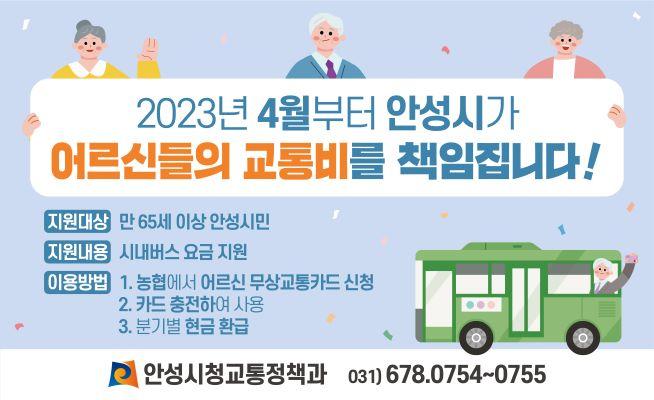 2023년 4월부터 안성시가
어르신들의 교통비를 책임집니다!
지원대상 만 65세 이상 안성시민
지원내용 시내버스 요금 지원
이용방법 1. 농협에서 어르신 무상교통카드 신청
2. 카드 충전하여 사용
3. 분기별 현금 환급
안성시청교통정책과 031) 678.0754~0755